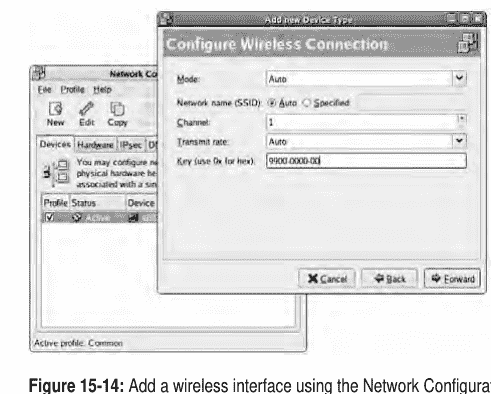 Add new Device Type
Configure Wireless Connection
Mode: Auto
Network name (SSID): Auto Specified
Channel: 1
Transmit rate: Auto
Key (use 0x for hex): 9900-0000-00
Cancel Back Forward
Network Co
File Profile Help
New Edit Copy
Devices Hardware IPsec D
You may configure ne
physical hardware he
associated with a sin
Profile Status Device
Active
Active profile: Common
Figure 15-14: Add a wireless interface using the Network Configura